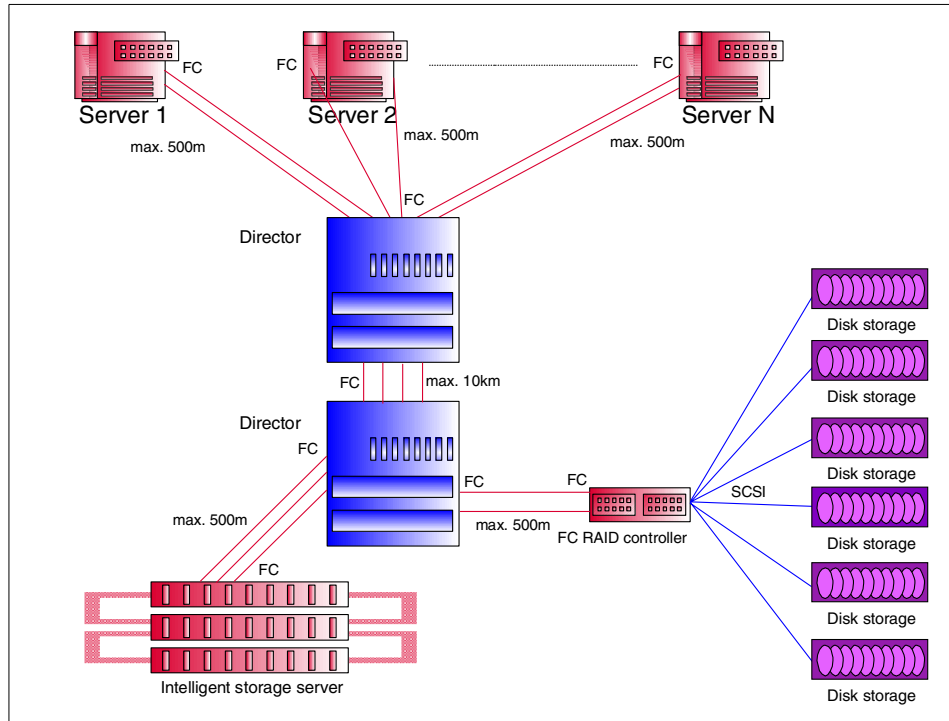 FC
FC
FC
Server 1
Server 2
Server N
max. 500m
max. 500m
max. 500m
FC
Director
FC
max. 10km
Director
FC
FC
FC
max. 500m
max. 500m
FC RAID controller
SCSI
FC
Intelligent storage server
Disk storage
Disk storage
Disk storage
Disk storage
Disk storage
Disk storage